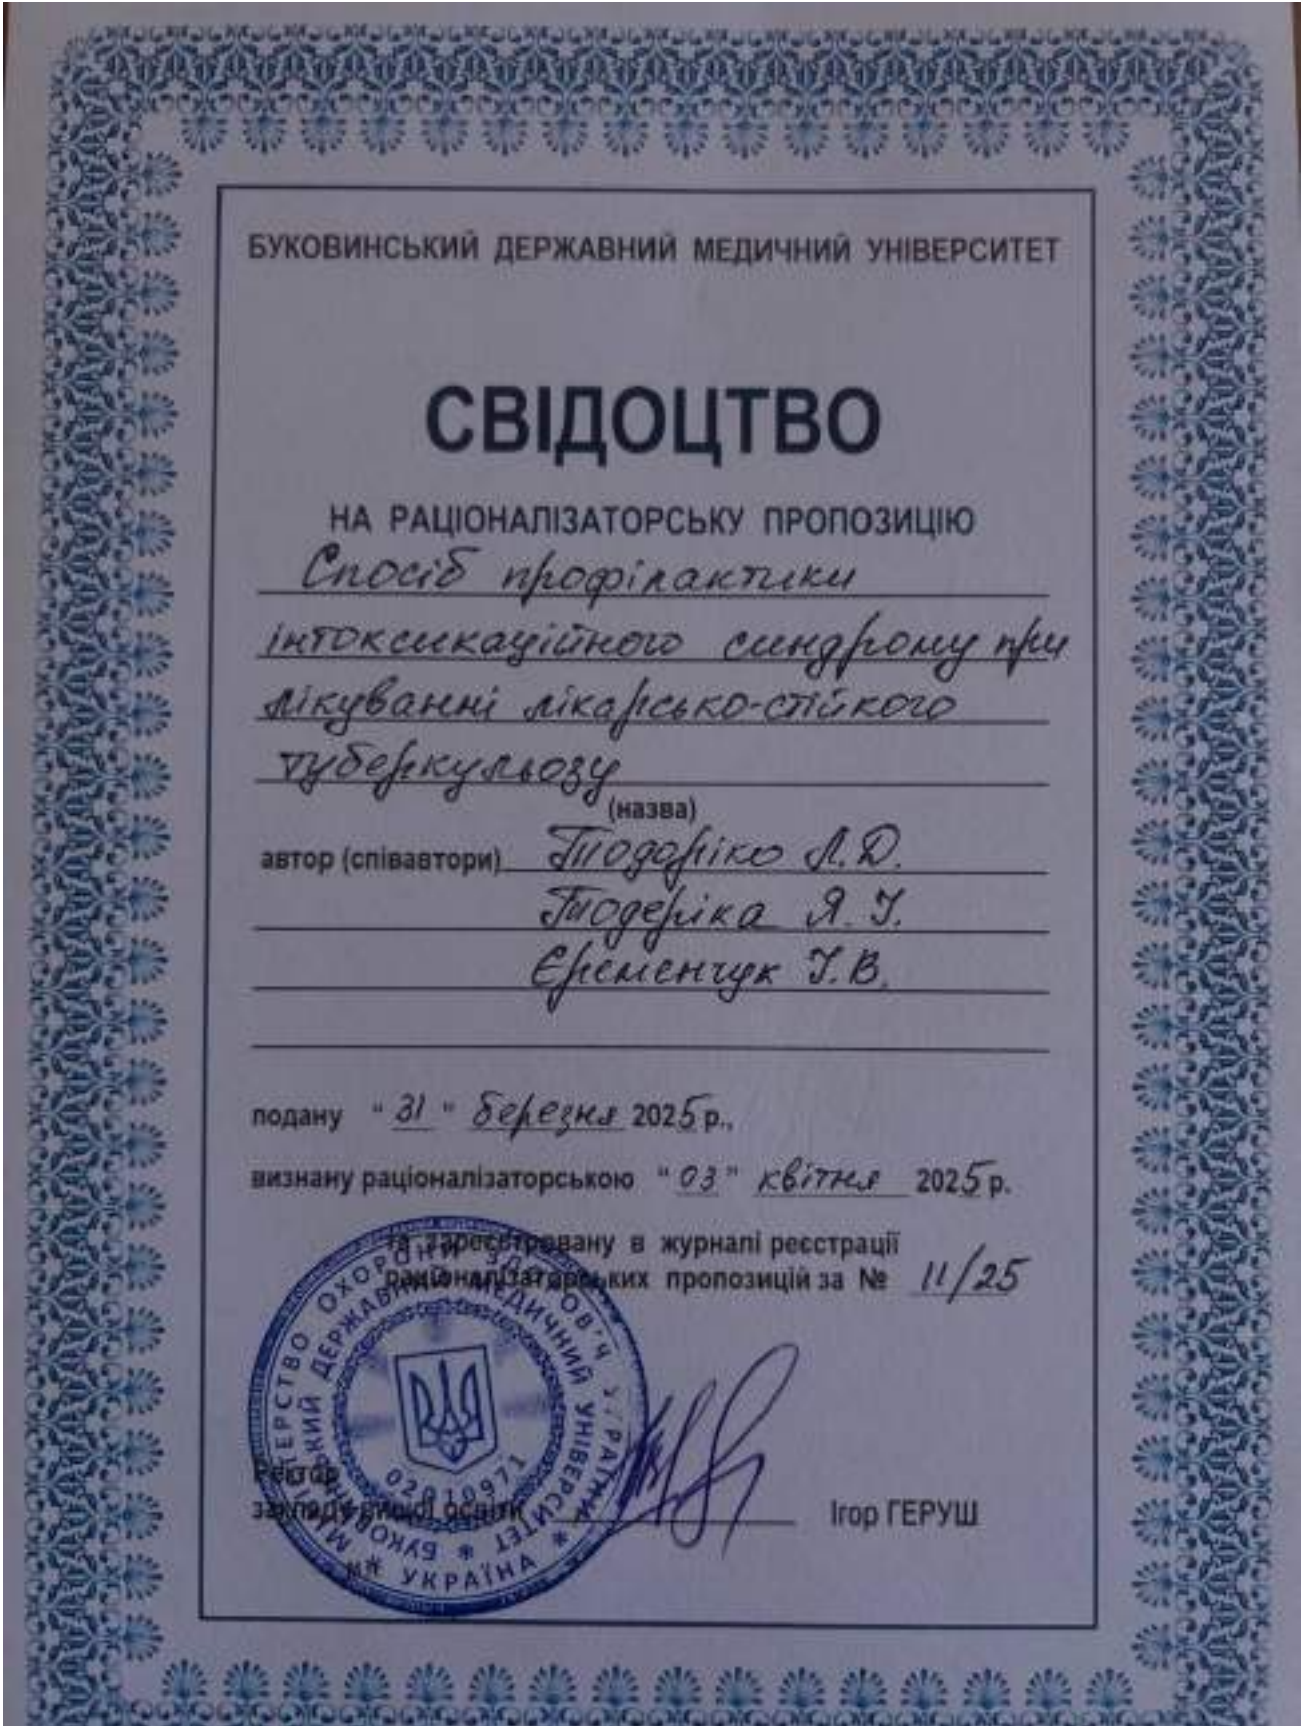 БУКОВИНСЬКИЙ ДЕРЖАВНИЙ МЕДИЧНИЙ УНІВЕРСИТЕТ
СВІДОЦТВО
НА РАЦІОНАЛІЗАТОРСЬКУ ПРОПОЗИЦІЮ
Спосіб профілактики
інтоксикаційного синдрому при
лікуванні лікарсько-стійкого
туберкульозу
(назва)
автор (співавтори) Тодоріко Л.Д.
Тодеріка Я.І.
Єременчук І.В.
подану "31" березня 2025 р.,
визнану раціоналізаторською "03" квітня 2025 р.
та зареєстровану в журналі реєстрації
раціоналізаторських пропозицій за № 11/25
Ректор
закладу вищої освіти Ігор ГЕРУШ
МІНІСТЕРСТВО ОХОРОНИ ЗДОРОВ'Я УКРАЇНИ * УКРАЇНА *
БУКОВИНСЬКИЙ ДЕРЖАВНИЙ МЕДИЧНИЙ УНІВЕРСИТЕТ *
02010971